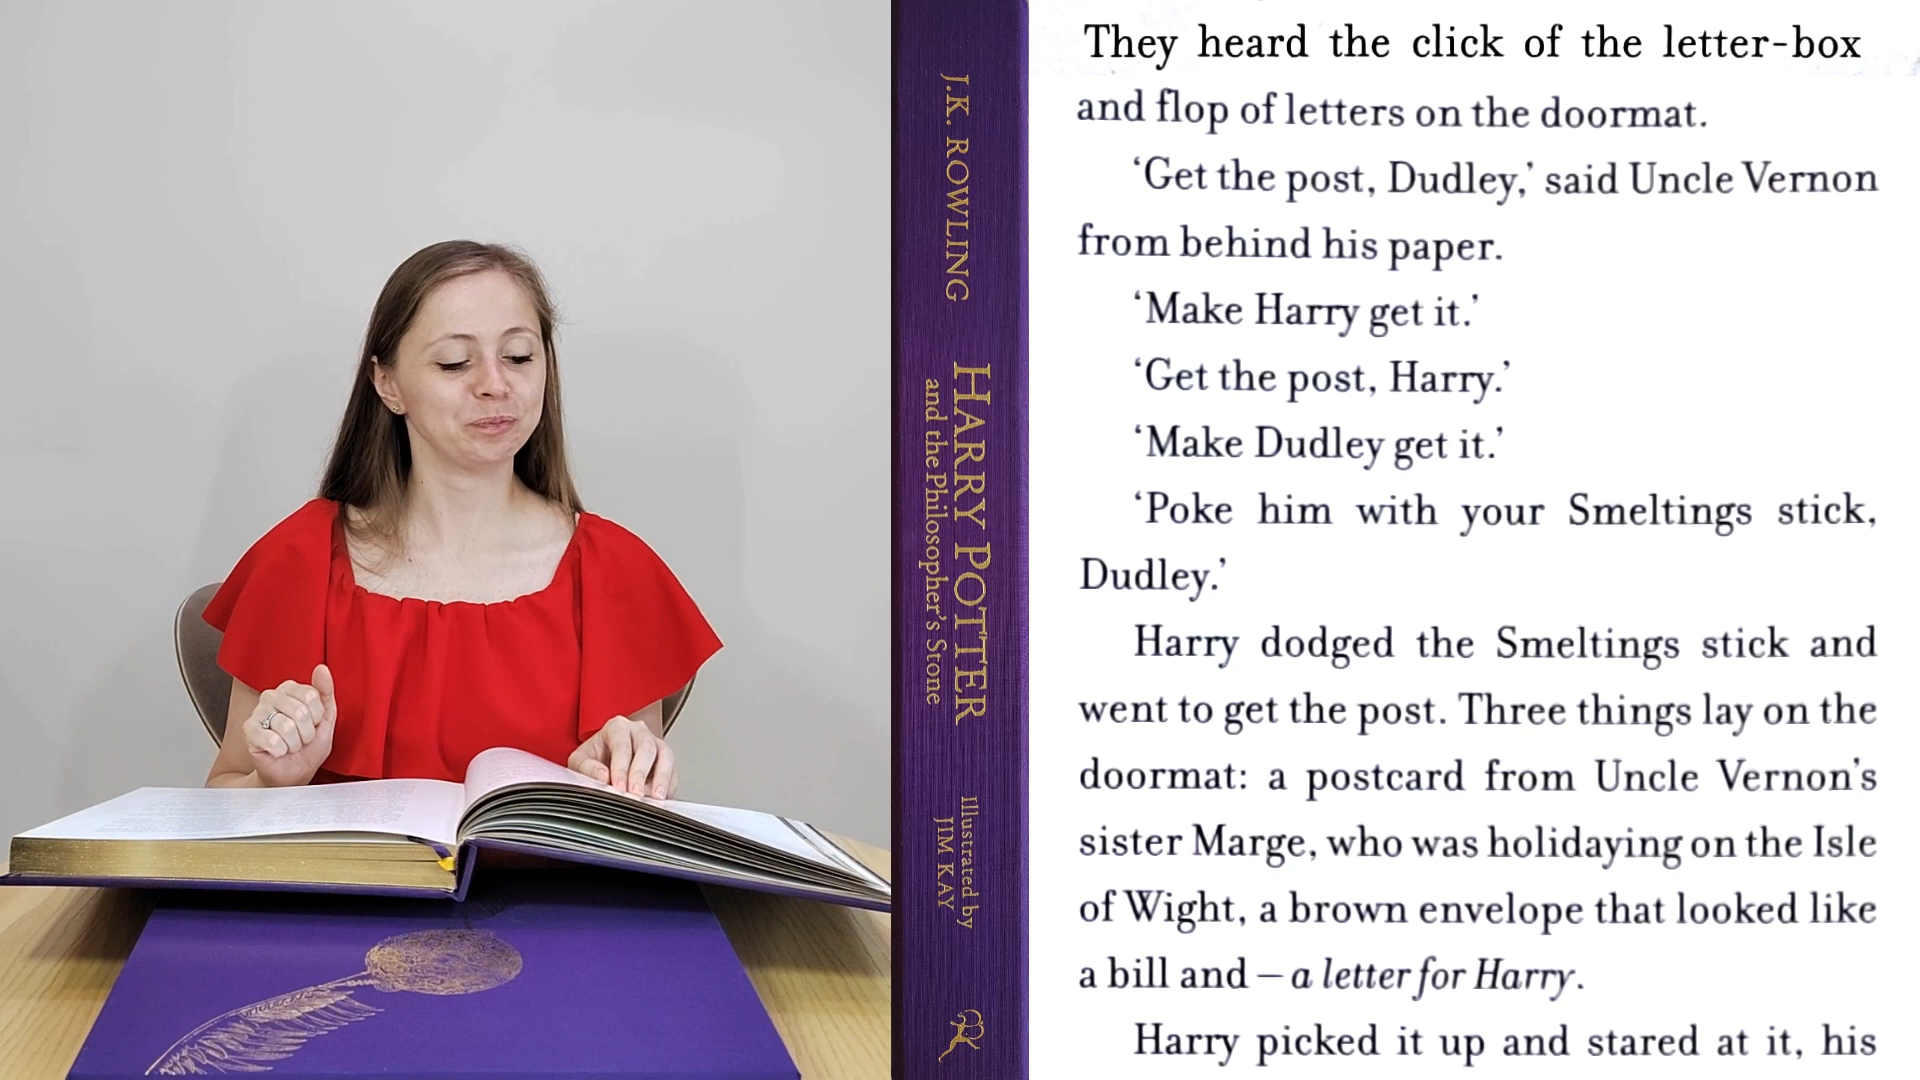 J.K. ROWLING
HARRY POTTER
and the Philosopher's Stone
Illustrated by
JIM KAY
They heard the click of the letter-box
and flop of letters on the doormat.
‘Get the post, Dudley,’ said Uncle Vernon
from behind his paper.
‘Make Harry get it.’
‘Get the post, Harry.’
‘Make Dudley get it.’
‘Poke him with your Smeltings stick,
Dudley.’
Harry dodged the Smeltings stick and
went to get the post. Three things lay on the
doormat: a postcard from Uncle Vernon’s
sister Marge, who was holidaying on the Isle
of Wight, a brown envelope that looked like
a bill and – a letter for Harry.
Harry picked it up and stared at it, his